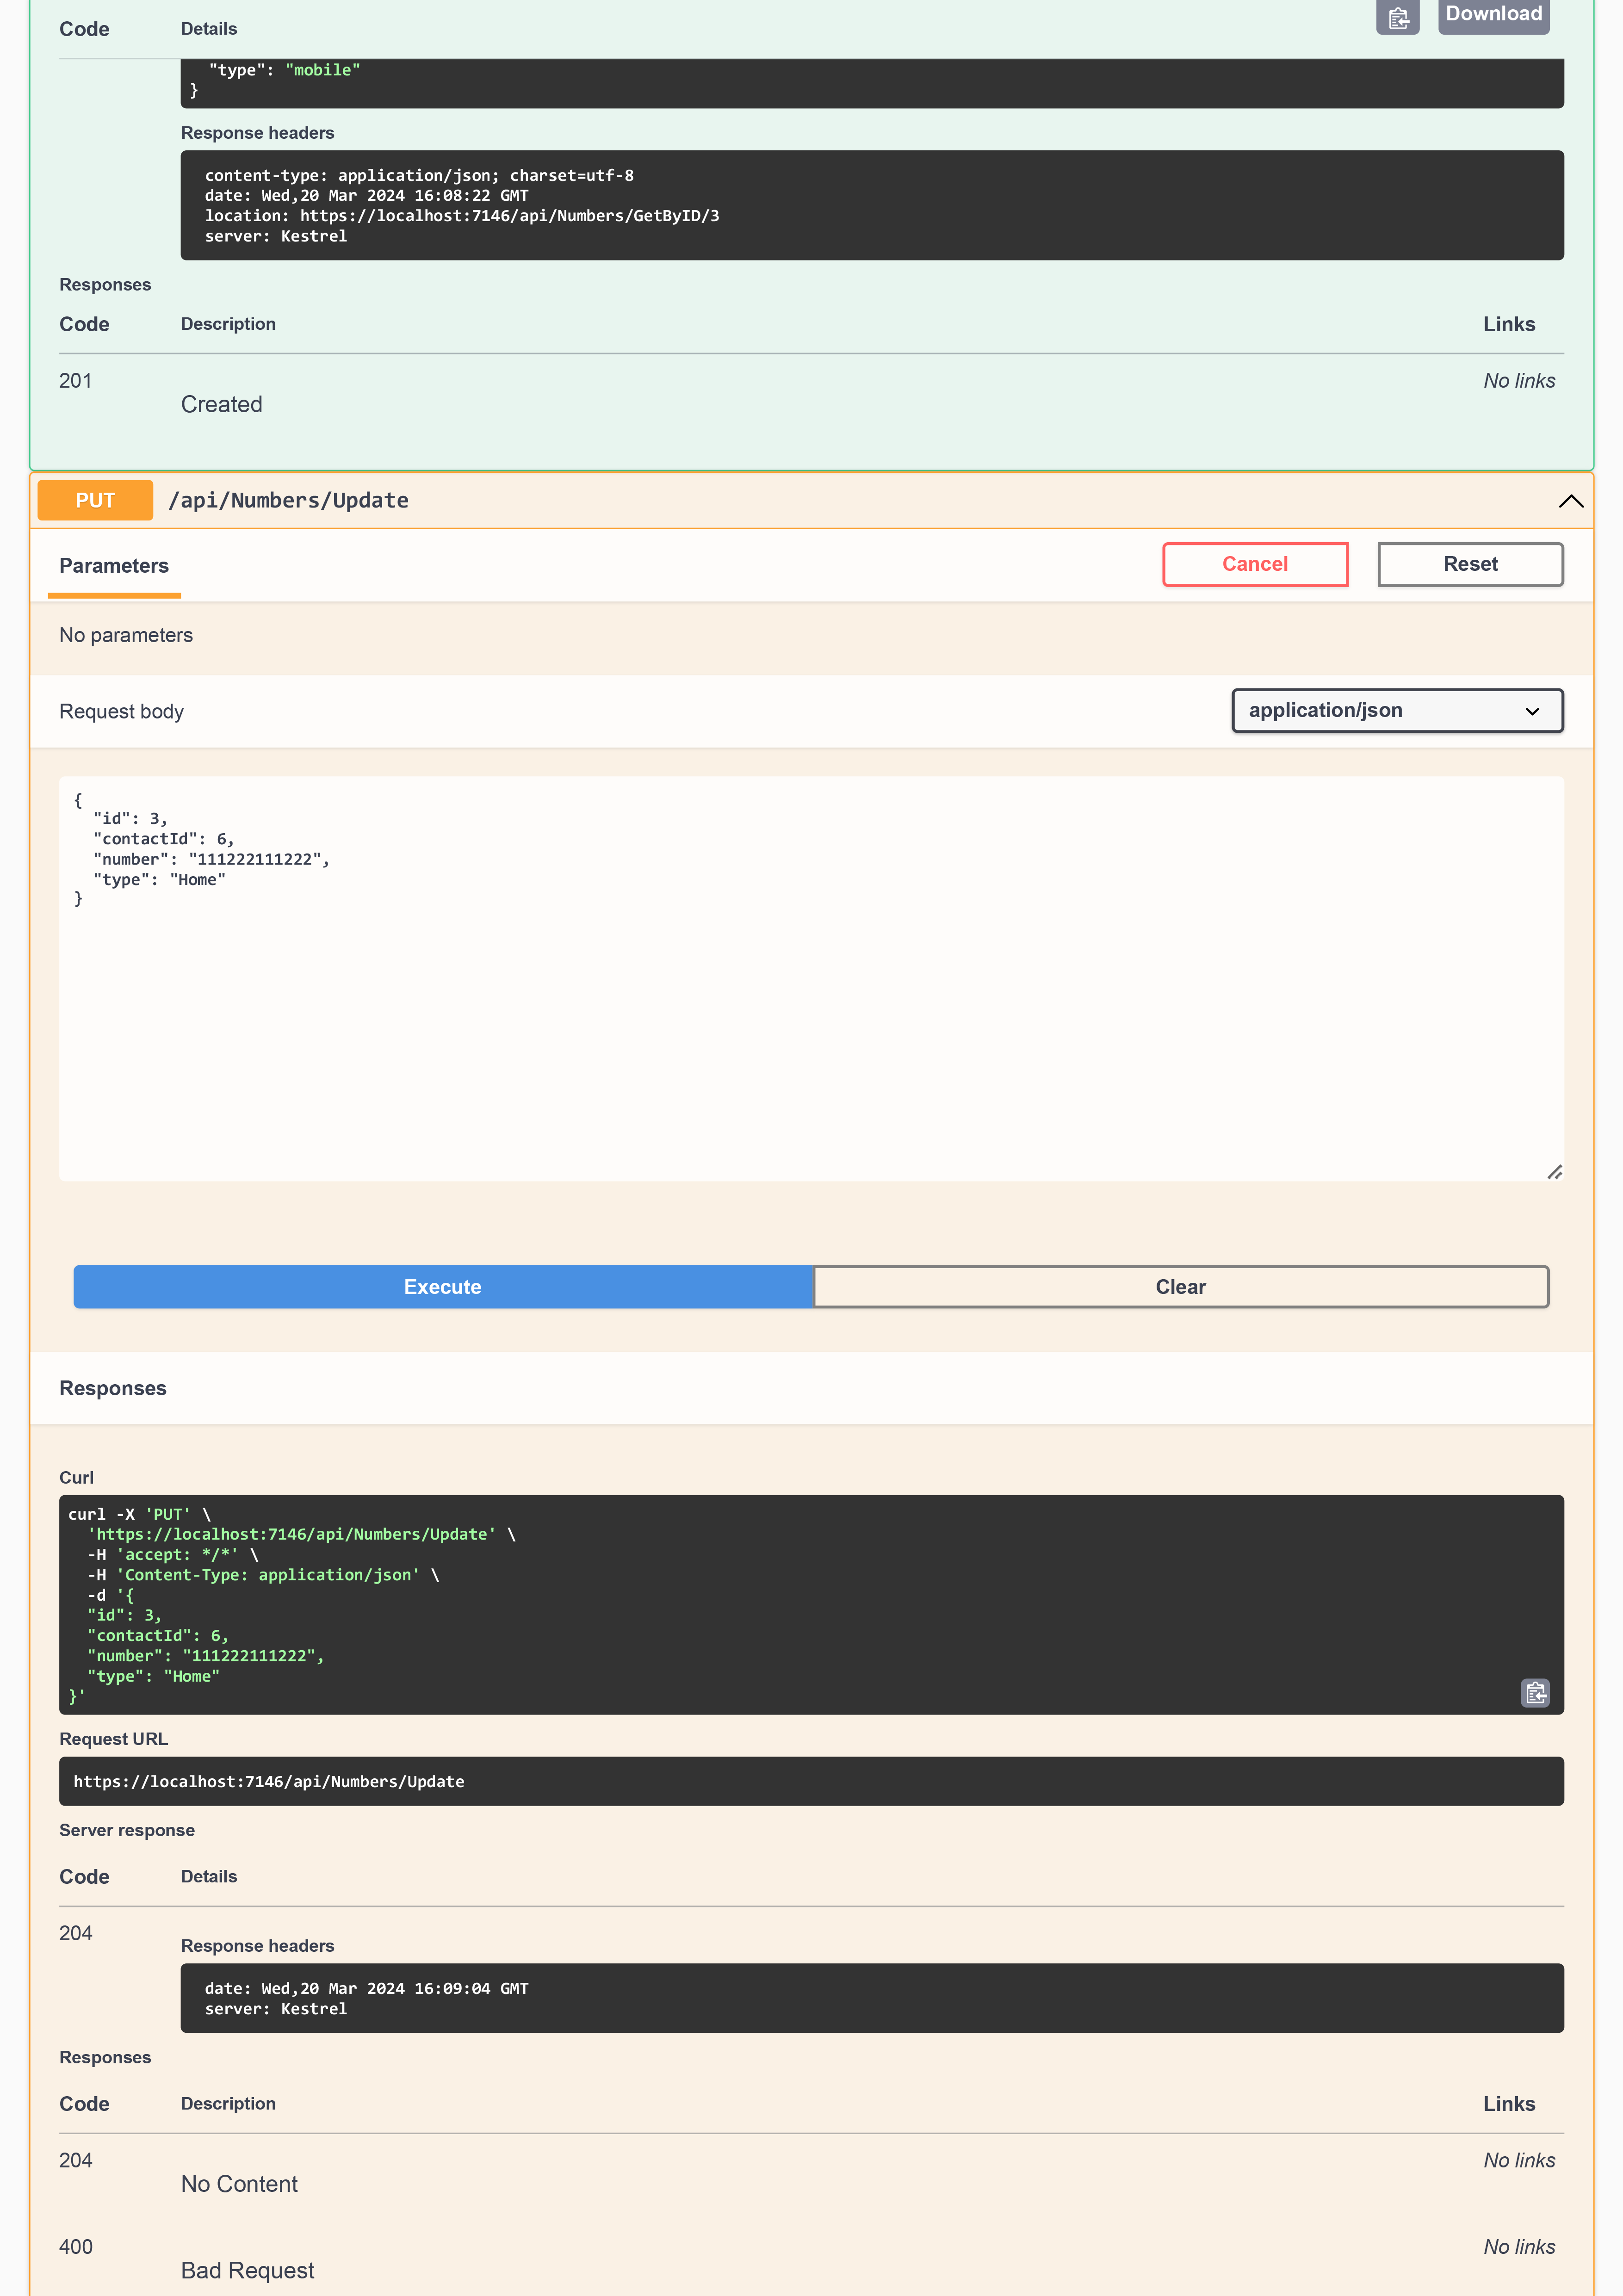 Code Details Download
"type": "mobile"
}
Response headers
content-type: application/json; charset=utf-8
date: Wed,20 Mar 2024 16:08:22 GMT
location: https://localhost:7146/api/Numbers/GetByID/3
server: Kestrel
Responses
Code Description Links
201 No links
Created
PUT /api/Numbers/Update
Parameters Cancel Reset
No parameters
Request body application/json
{
"id": 3,
"contactId": 6,
"number": "111222111222",
"type": "Home"
}
Execute Clear
Responses
Curl
curl -X 'PUT' \
'https://localhost:7146/api/Numbers/Update' \
-H 'accept: */*' \
-H 'Content-Type: application/json' \
-d '{
"id": 3,
"contactId": 6,
"number": "111222111222",
"type": "Home"
}'
Request URL
https://localhost:7146/api/Numbers/Update
Server response
Code Details
204
Response headers
date: Wed,20 Mar 2024 16:09:04 GMT
server: Kestrel
Responses
Code Description Links
204 No links
No Content
400 No links
Bad Request